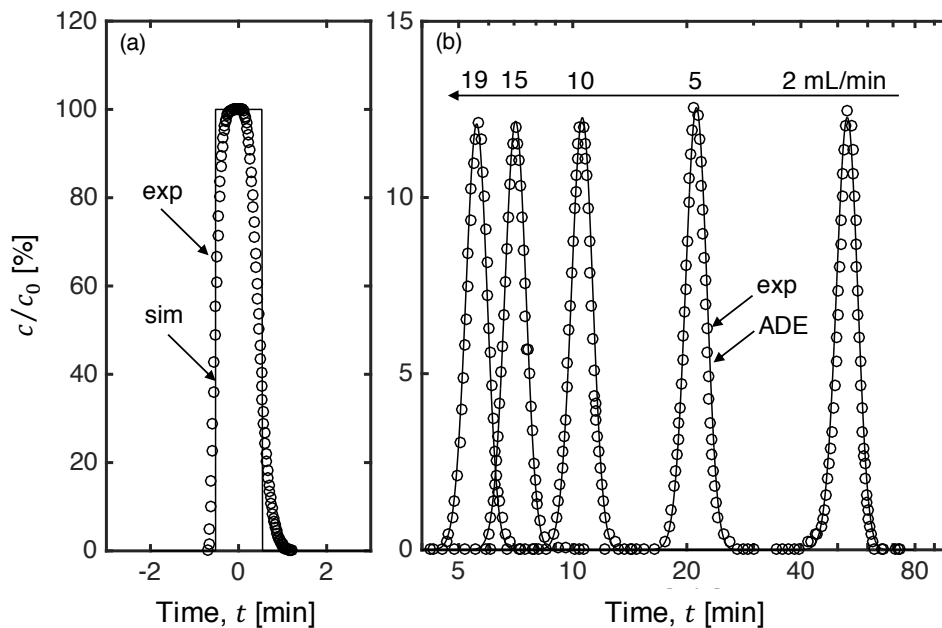 (a)
120
100
80
60
40
20
0
c/c₀ [%]
exp
sim
-2 0 2
Time, t [min]
(b)
15
10
5
0
19 15 10 5 2 mL/min
exp
ADE
5 10 20 40 80
Time, t [min]